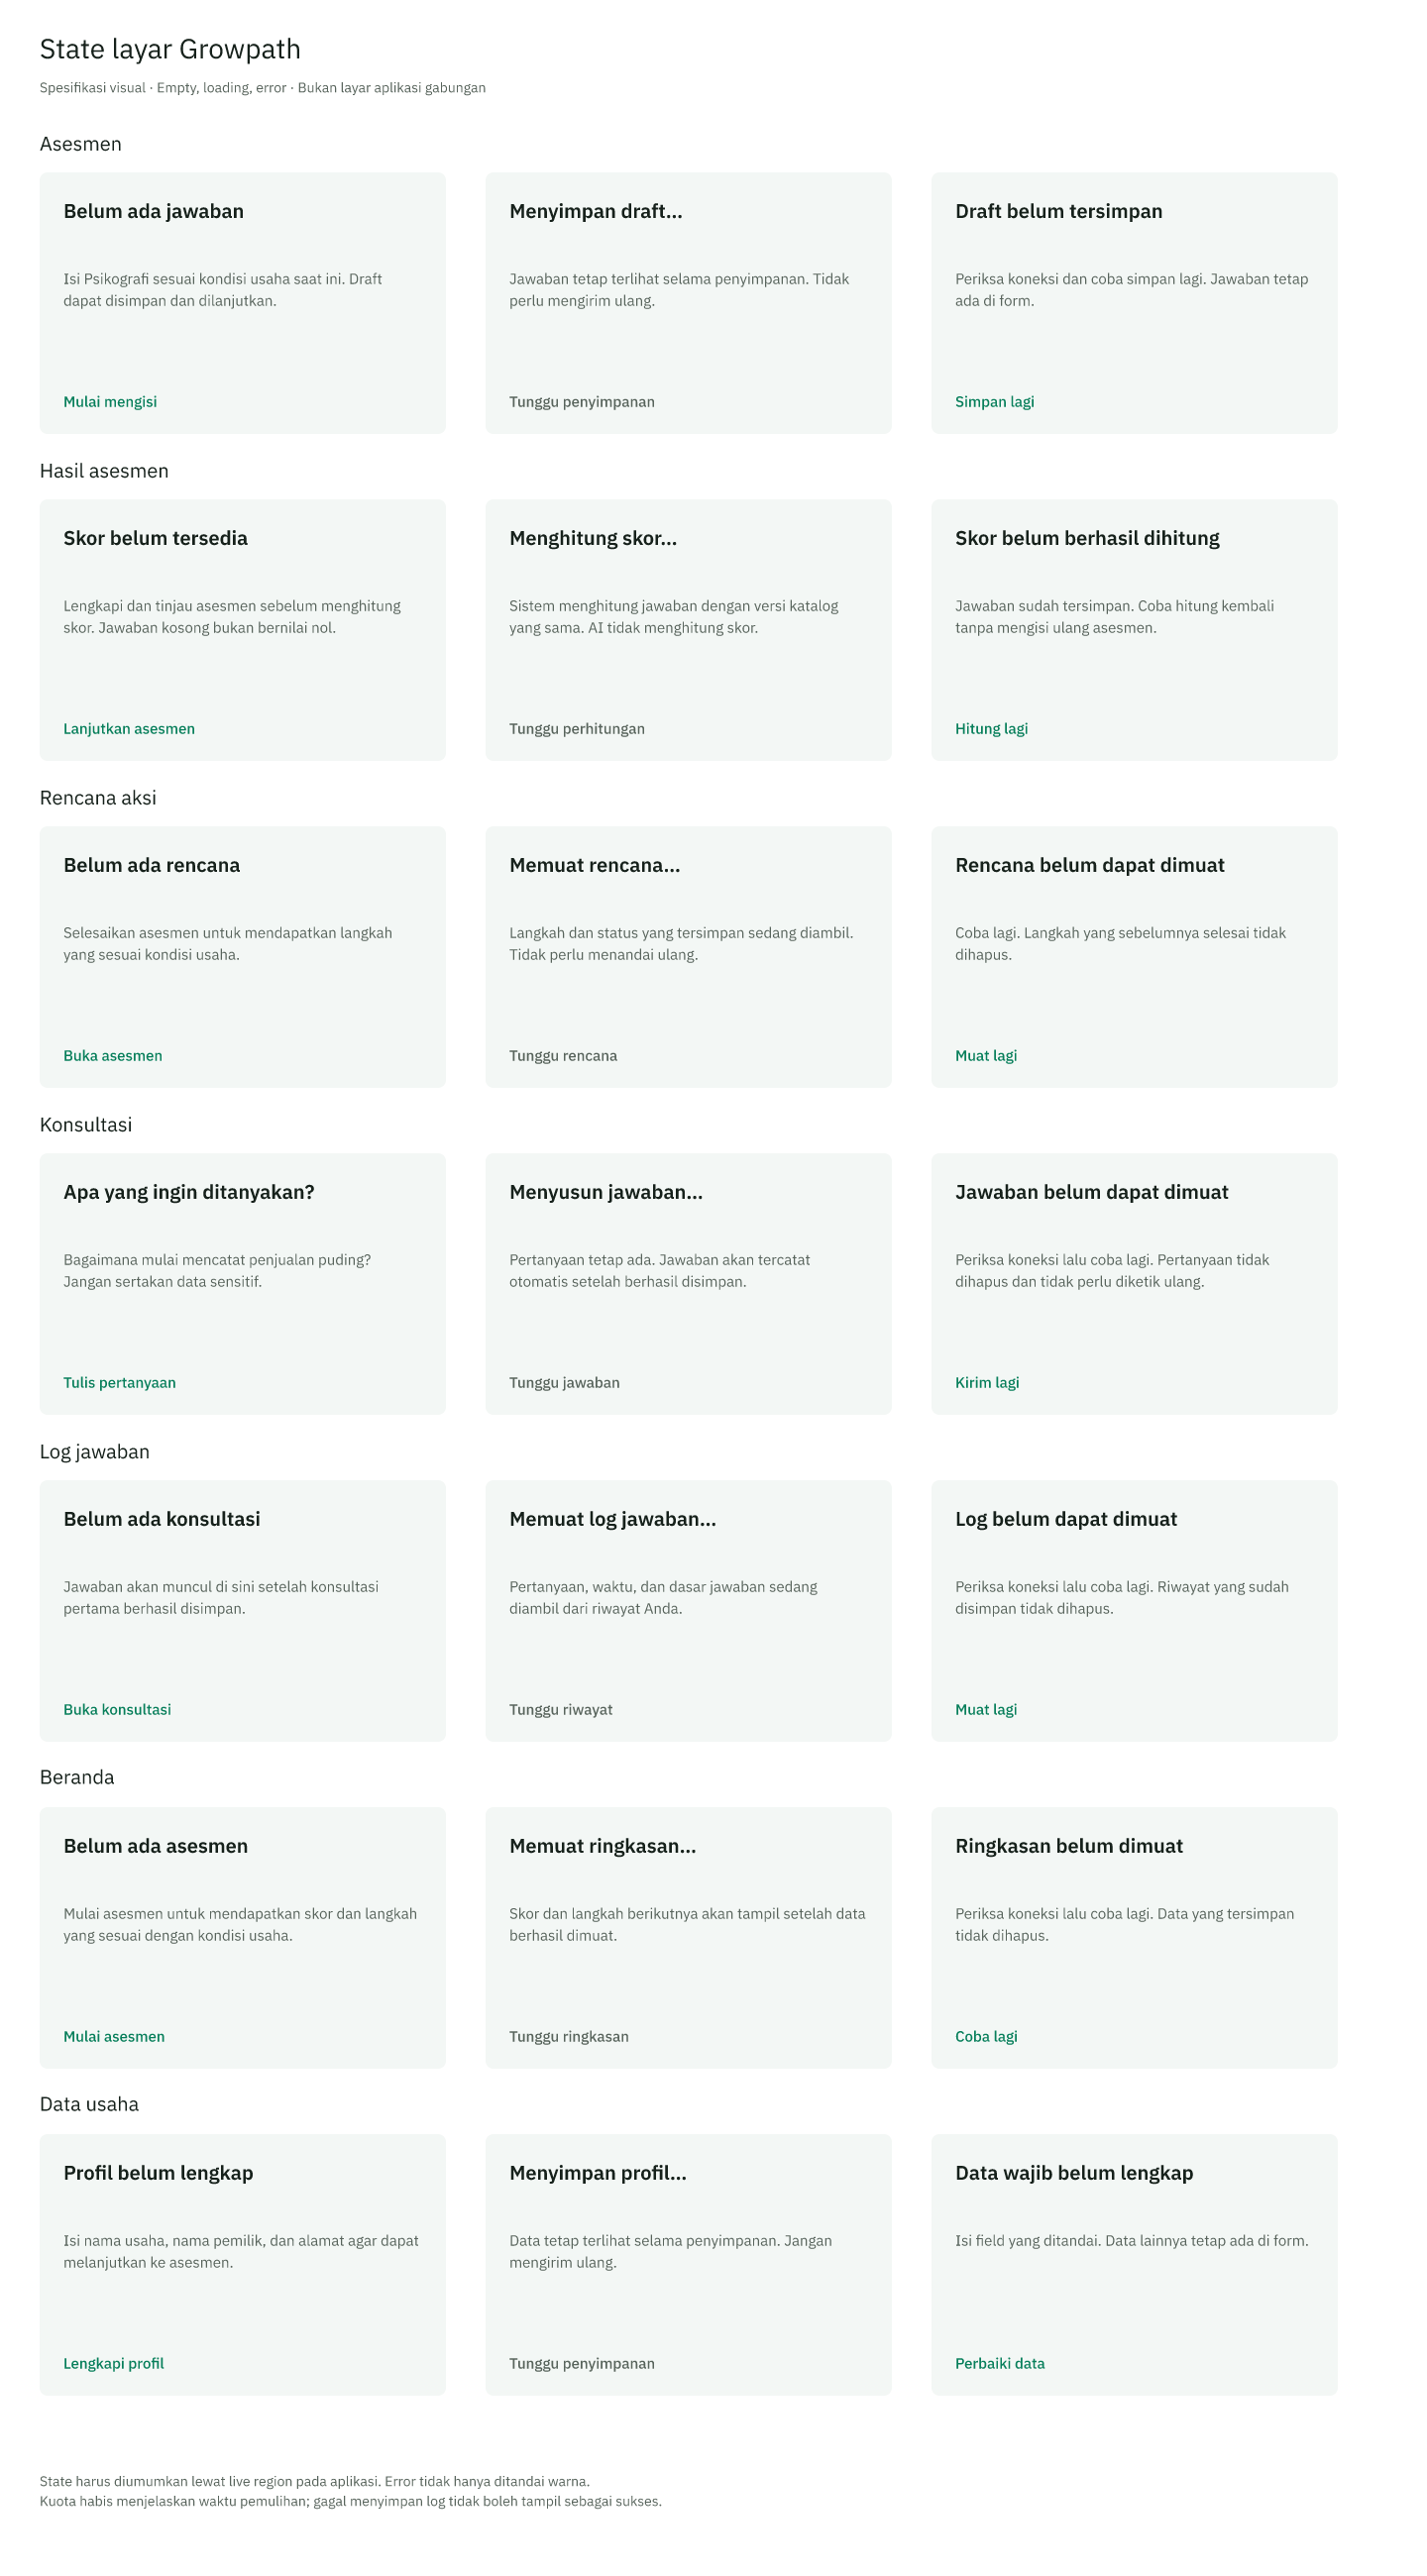 State layar Growpath
Spesifikasi visual · Empty, loading, error · Bukan layar aplikasi gabungan
Asesmen
Belum ada jawaban
Isi Psikografi sesuai kondisi usaha saat ini. Draft
dapat disimpan dan dilanjutkan.
Mulai mengisi
Menyimpan draft...
Jawaban tetap terlihat selama penyimpanan. Tidak
perlu mengirim ulang.
Tunggu penyimpanan
Draft belum tersimpan
Periksa koneksi dan coba simpan lagi. Jawaban tetap
ada di form.
Simpan lagi
Hasil asesmen
Skor belum tersedia
Lengkapi dan tinjau asesmen sebelum menghitung
skor. Jawaban kosong bukan bernilai nol.
Lanjutkan asesmen
Menghitung skor...
Sistem menghitung jawaban dengan versi katalog
yang sama. AI tidak menghitung skor.
Tunggu perhitungan
Skor belum berhasil dihitung
Jawaban sudah tersimpan. Coba hitung kembali
tanpa mengisi ulang asesmen.
Hitung lagi
Rencana aksi
Belum ada rencana
Selesaikan asesmen untuk mendapatkan langkah
yang sesuai kondisi usaha.
Buka asesmen
Memuat rencana...
Langkah dan status yang tersimpan sedang diambil.
Tidak perlu menandai ulang.
Tunggu rencana
Rencana belum dapat dimuat
Coba lagi. Langkah yang sebelumnya selesai tidak
dihapus.
Muat lagi
Konsultasi
Apa yang ingin ditanyakan?
Bagaimana mulai mencatat penjualan puding?
Jangan sertakan data sensitif.
Tulis pertanyaan
Menyusun jawaban...
Pertanyaan tetap ada. Jawaban akan tercatat
otomatis setelah berhasil disimpan.
Tunggu jawaban
Jawaban belum dapat dimuat
Periksa koneksi lalu coba lagi. Pertanyaan tidak
dihapus dan tidak perlu diketik ulang.
Kirim lagi
Log jawaban
Belum ada konsultasi
Jawaban akan muncul di sini setelah konsultasi
pertama berhasil disimpan.
Buka konsultasi
Memuat log jawaban...
Pertanyaan, waktu, dan dasar jawaban sedang
diambil dari riwayat Anda.
Tunggu riwayat
Log belum dapat dimuat
Periksa koneksi lalu coba lagi. Riwayat yang sudah
disimpan tidak dihapus.
Muat lagi
Beranda
Belum ada asesmen
Mulai asesmen untuk mendapatkan skor dan langkah
yang sesuai dengan kondisi usaha.
Mulai asesmen
Memuat ringkasan...
Skor dan langkah berikutnya akan tampil setelah data
berhasil dimuat.
Tunggu ringkasan
Ringkasan belum dimuat
Periksa koneksi lalu coba lagi. Data yang tersimpan
tidak dihapus.
Coba lagi
Data usaha
Profil belum lengkap
Isi nama usaha, nama pemilik, dan alamat agar dapat
melanjutkan ke asesmen.
Lengkapi profil
Menyimpan profil...
Data tetap terlihat selama penyimpanan. Jangan
mengirim ulang.
Tunggu penyimpanan
Data wajib belum lengkap
Isi field yang ditandai. Data lainnya tetap ada di form.
Perbaiki data
State harus diumumkan lewat live region pada aplikasi. Error tidak hanya ditandai warna.
Kuota habis menjelaskan waktu pemulihan; gagal menyimpan log tidak boleh tampil sebagai sukses.